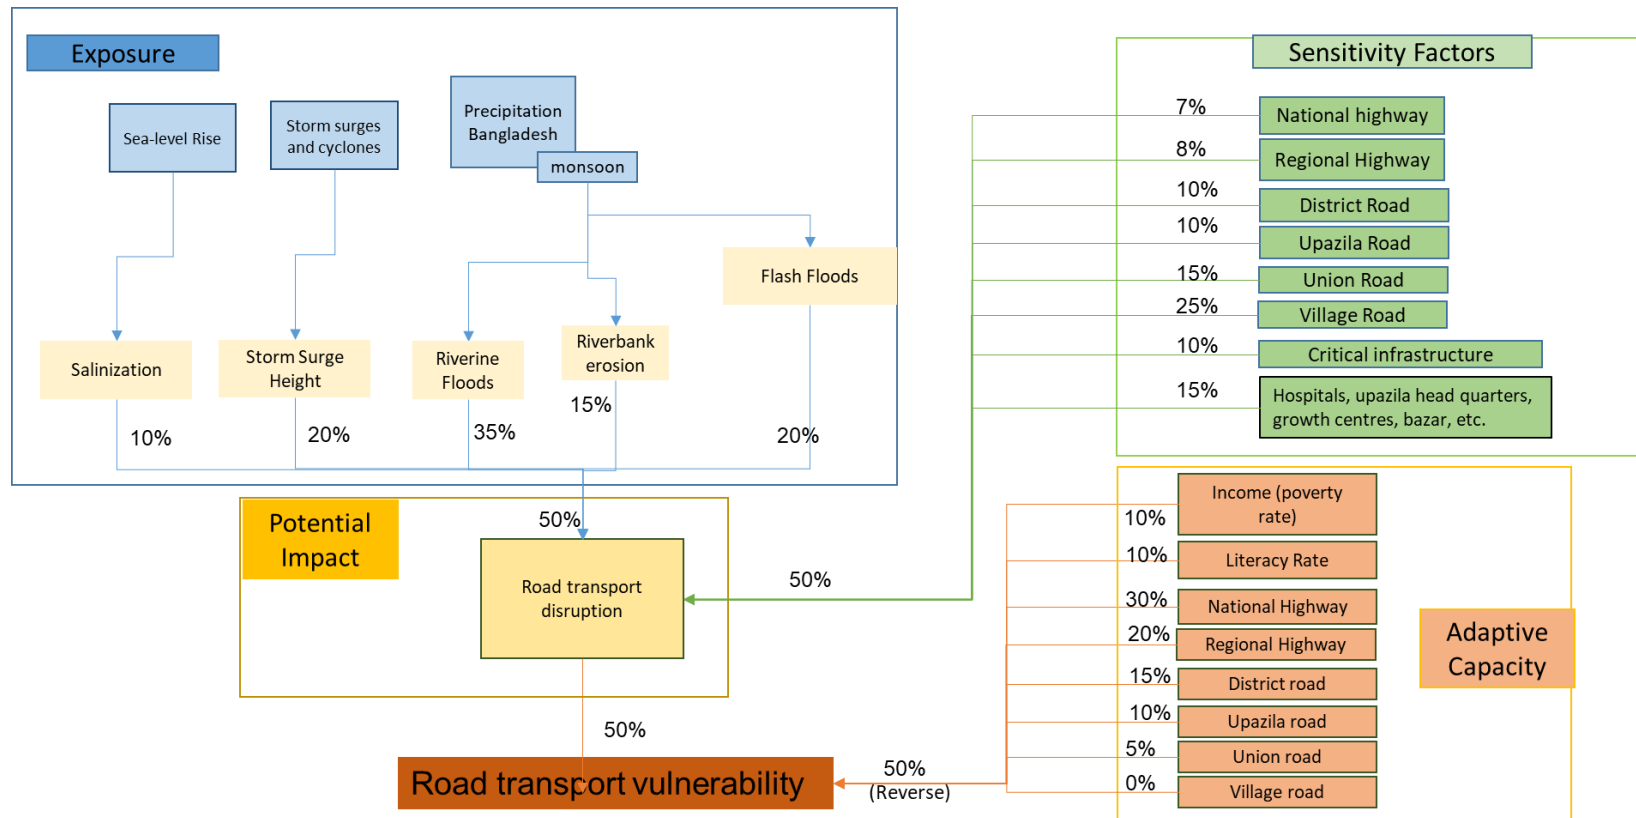 Exposure
Sea-level Rise
Storm surges
and cyclones
Precipitation
Bangladesh
monsoon
Flash Floods
Salinization
Storm Surge
Height
Riverine
Floods
Riverbank
erosion
10%
20%
35%
15%
20%
Sensitivity Factors
7%
National highway
8%
Regional Highway
10%
District Road
10%
Upazila Road
15%
Union Road
25%
Village Road
10%
Critical infrastructure
15%
Hospitals, upazila head quarters,
growth centres, bazar, etc.
Potential
Impact
50%
Road transport
disruption
50%
50%
Road transport vulnerability
50%
(Reverse)
Adaptive
Capacity
Income (poverty
rate)
10%
10%
Literacy Rate
30%
National Highway
20%
Regional Highway
15%
District road
10%
Upazila road
5%
Union road
0%
Village road